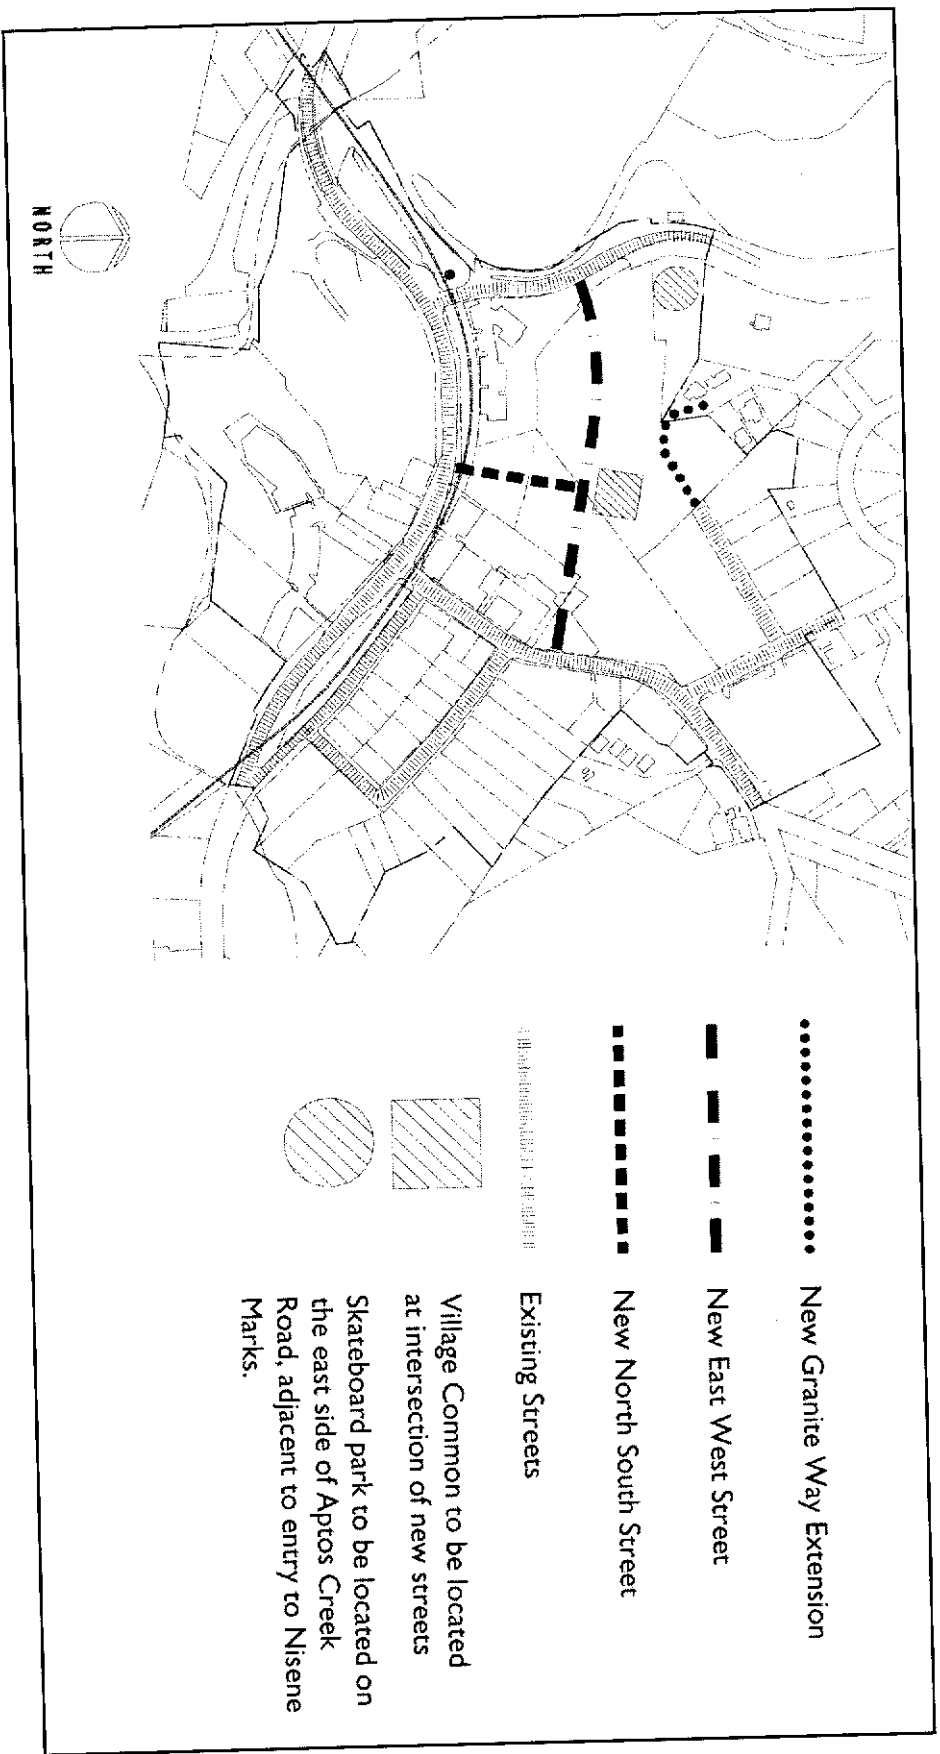 NORTH
New Granite Way Extension
New East West Street
New North South Street
Existing Streets
Village Common to be located
at intersection of new streets
Skateboard park to be located on
the east side of Aptos Creek
Road, adjacent to entry to Nisene
Marks.